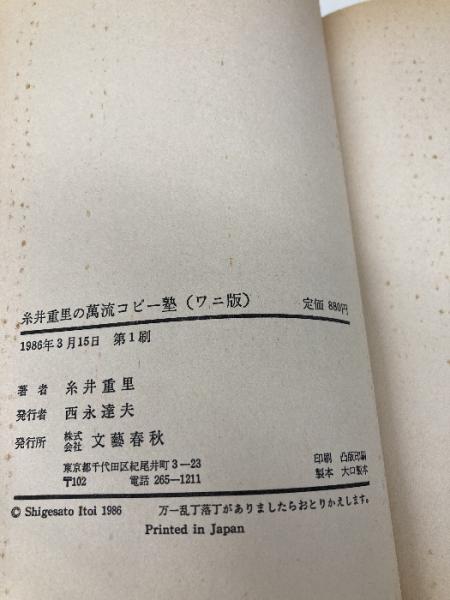 糸井重里の萬流コピー塾（ワニ版） 定価 880円
1986年3月15日 第1刷
著者 糸井重里
発行者 西永達夫
発行所 株式会社 文藝春秋
東京都千代田区紀尾井町3－23
〒102 電話 265-1211
印刷 凸版印刷
製本 大口製本
© Shigesato Itoi 1986 万一乱丁落丁がありましたらおとりかえします。
Printed in Japan